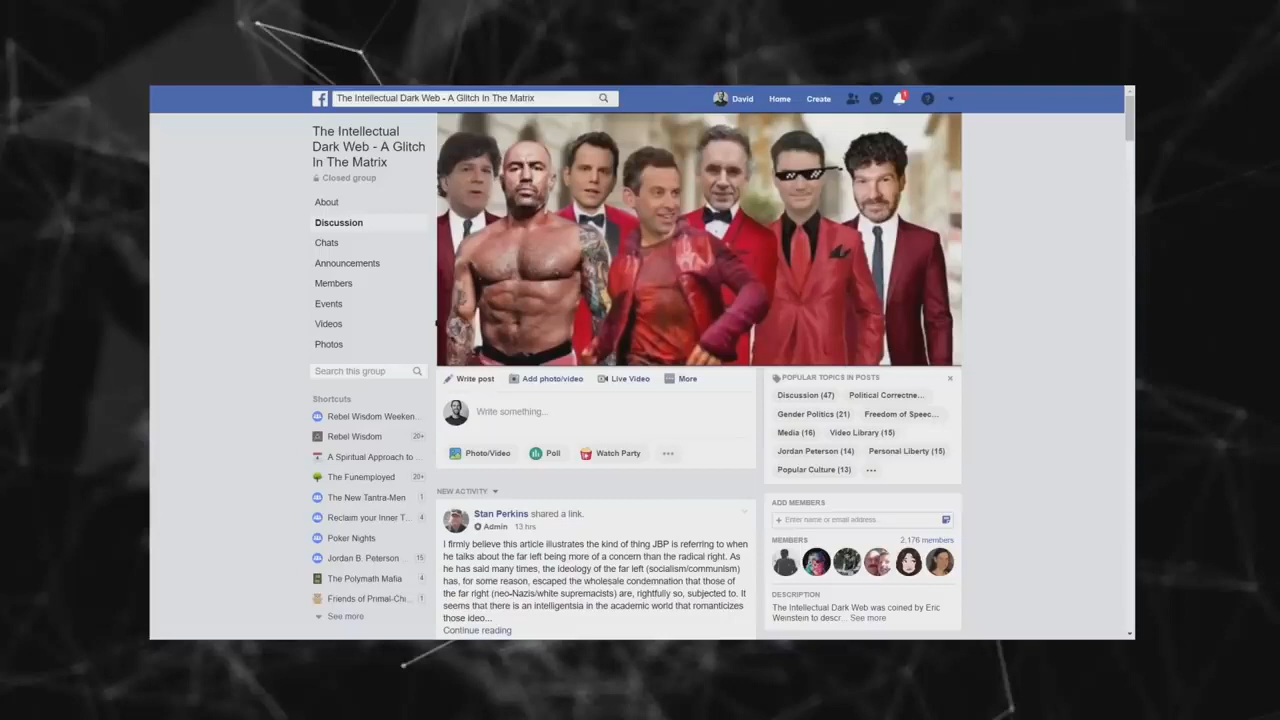 The Intellectual Dark Web - A Glitch In The Matrix
David
Home
Create
1
The Intellectual
Dark Web - A Glitch
In The Matrix
Closed group
About
Discussion
Chats
Announcements
Members
Events
Videos
Photos
Search this group
Shortcuts
Rebel Wisdom Weeken...
Rebel Wisdom 20+
A Spiritual Approach to ...
The Funemployed 20+
The New Tantra-Men 1
Reclaim your Inner T... 4
Poker Nights
Jordan B. Peterson ... 15
The Polymath Mafia 4
Friends of Primal-Chi... 1
See more
Write post
Add photo/video
Live Video
More
Write something...
Photo/Video
Poll
Watch Party
NEW ACTIVITY
Stan Perkins shared a link.
Admin 13 hrs
I firmly believe this article illustrates the kind of thing JBP is referring to when
he talks about the far left being more of a concern than the radical right. As
he has said many times, the ideology of the far left (socialism/communism)
has, for some reason, escaped the wholesale condemnation that those of
the far right (neo-Nazis/white supremacists) are, rightfully so, subjected to. It
seems that there is an intelligentsia in the academic world that romanticizes
those ideo...
Continue reading
POPULAR TOPICS IN POSTS
Discussion (47) Political Correctne...
Gender Politics (21) Freedom of Speec...
Media (16) Video Library (15)
Jordan Peterson (14) Personal Liberty (15)
Popular Culture (13) ...
ADD MEMBERS
+ Enter name or email address...
MEMBERS 2,176 members
DESCRIPTION
The Intellectual Dark Web was coined by Eric
Weinstein to descr... See more